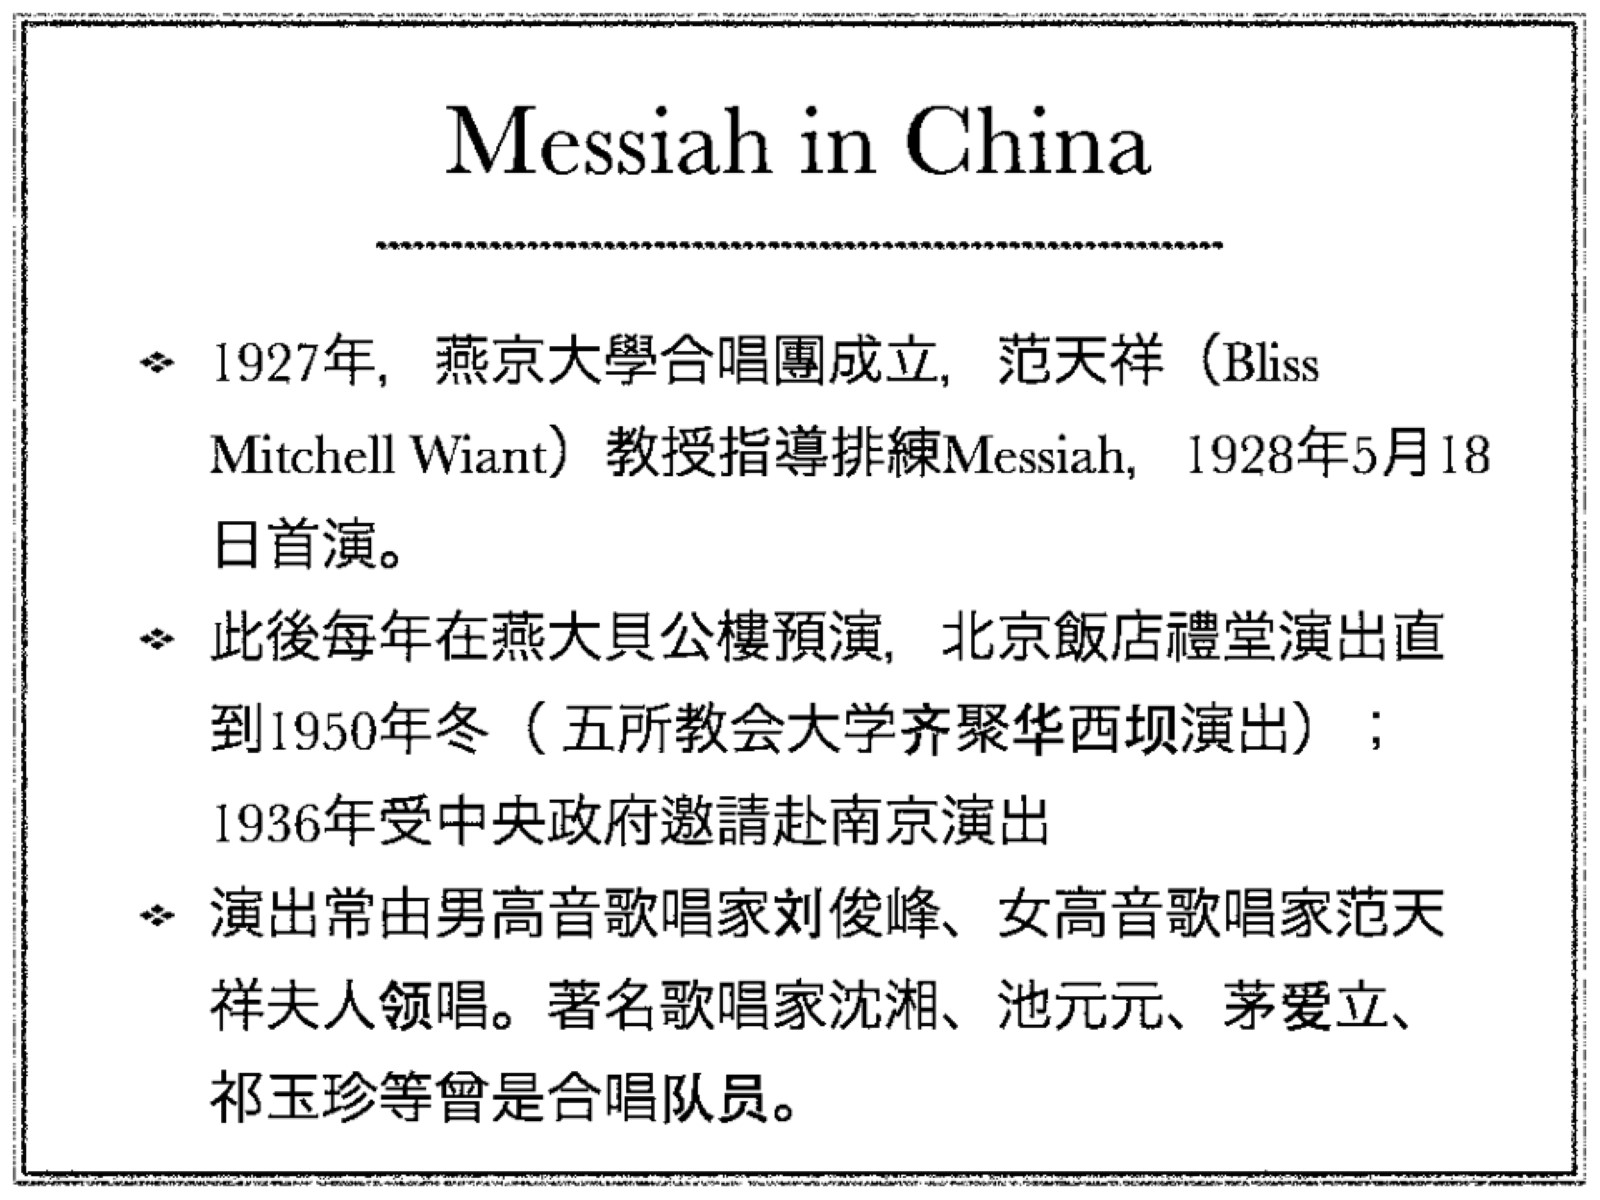 Messiah in China
❖ 1927年，燕京大學合唱團成立，范天祥（Bliss
Mitchell Wiant）教授指導排練Messiah，1928年5月18
日首演。
❖ 此後每年在燕大貝公樓預演，北京飯店禮堂演出直
到1950年冬（ 五所教会大学齐聚华西坝演出）；
1936年受中央政府邀請赴南京演出
❖ 演出常由男高音歌唱家刘俊峰、女高音歌唱家范天
祥夫人领唱。著名歌唱家沈湘、池元元、茅爱立、
祁玉珍等曾是合唱队员。